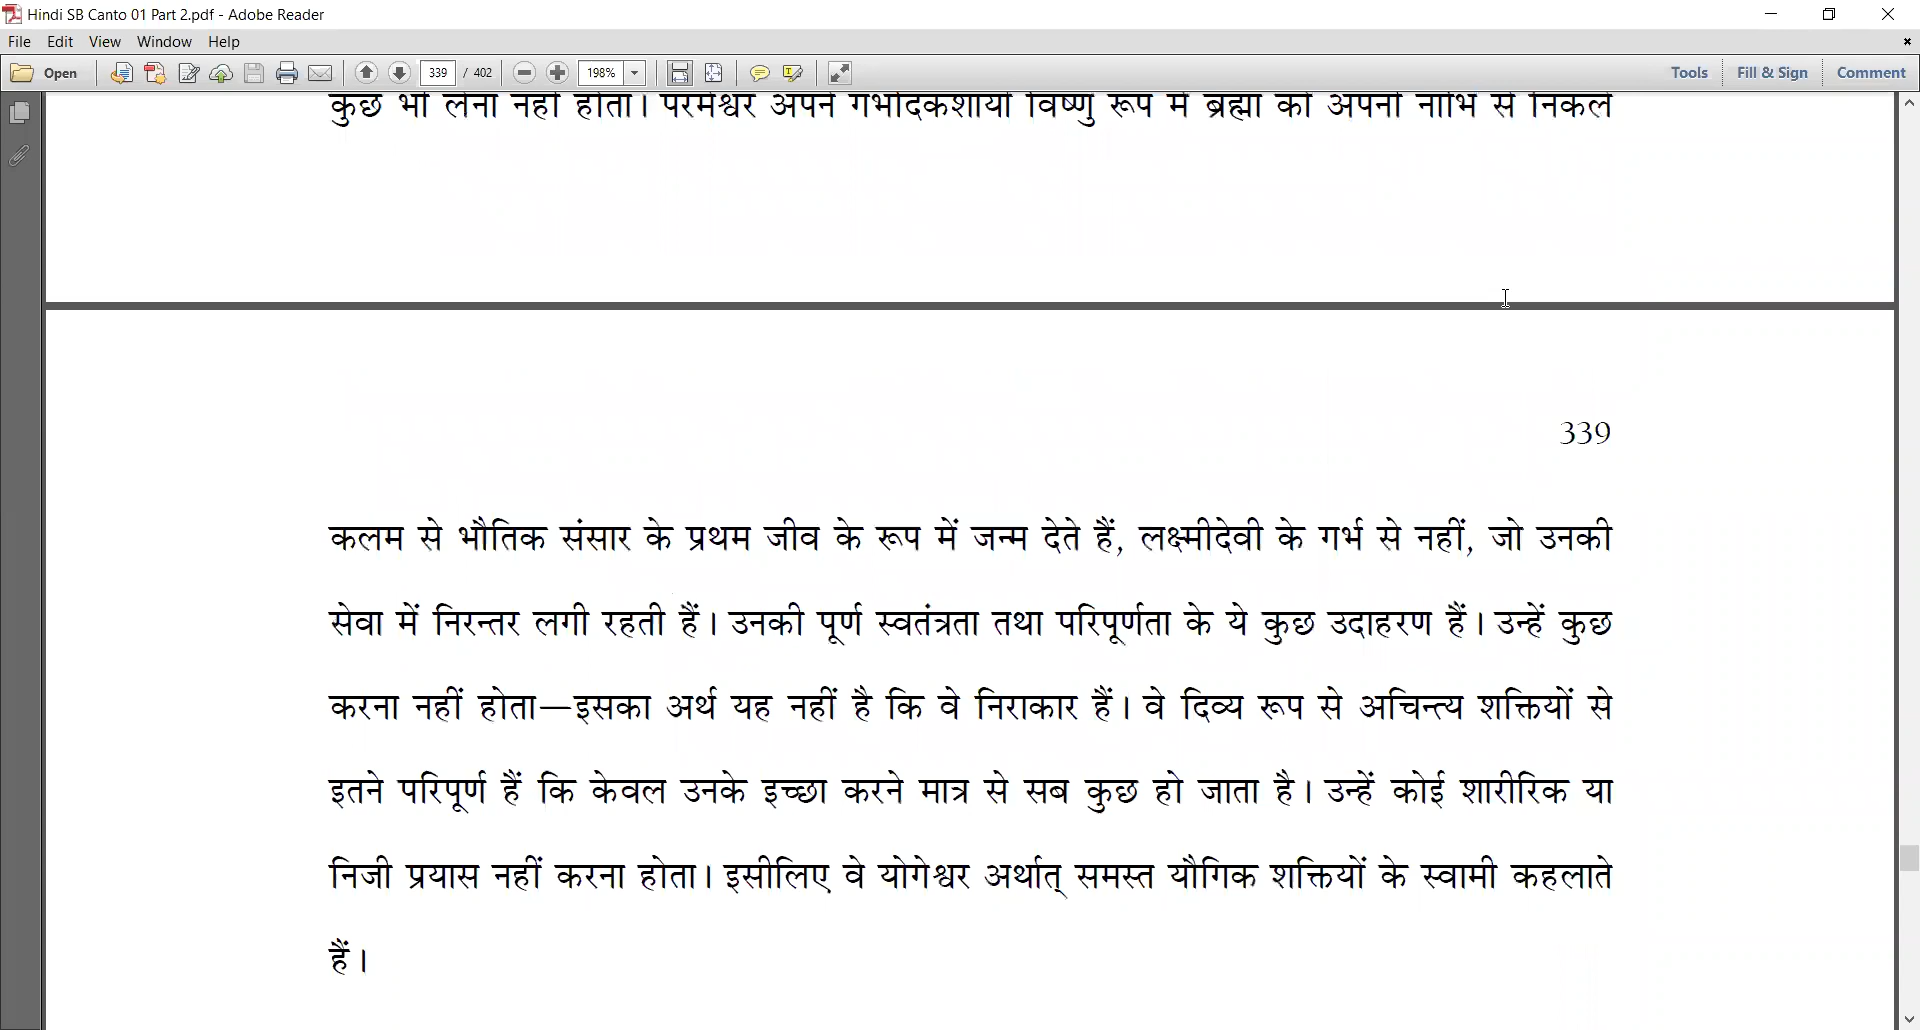 Hindi SB Canto 01 Part 2.pdf - Adobe Reader
File Edit View Window Help
Open 339 / 402 198% Tools Fill & Sign Comment
कुछ भी लेना नहीं होता। परमेश्वर अपने गर्भोदकशायी विष्णु रूप में ब्रह्मा को अपनी नाभि से निकले
339
कलम से भौतिक संसार के प्रथम जीव के रूप में जन्म देते हैं, लक्ष्मीदेवी के गर्भ से नहीं, जो उनकी
सेवा में निरन्तर लगी रहती हैं। उनकी पूर्ण स्वतंत्रता तथा परिपूर्णता के ये कुछ उदाहरण हैं। उन्हें कुछ
करना नहीं होता—इसका अर्थ यह नहीं है कि वे निराकार हैं। वे दिव्य रूप से अचिन्त्य शक्तियों से
इतने परिपूर्ण हैं कि केवल उनके इच्छा करने मात्र से सब कुछ हो जाता है। उन्हें कोई शारीरिक या
निजी प्रयास नहीं करना होता। इसीलिए वे योगेश्वर अर्थात् समस्त यौगिक शक्तियों के स्वामी कहलाते
हैं।